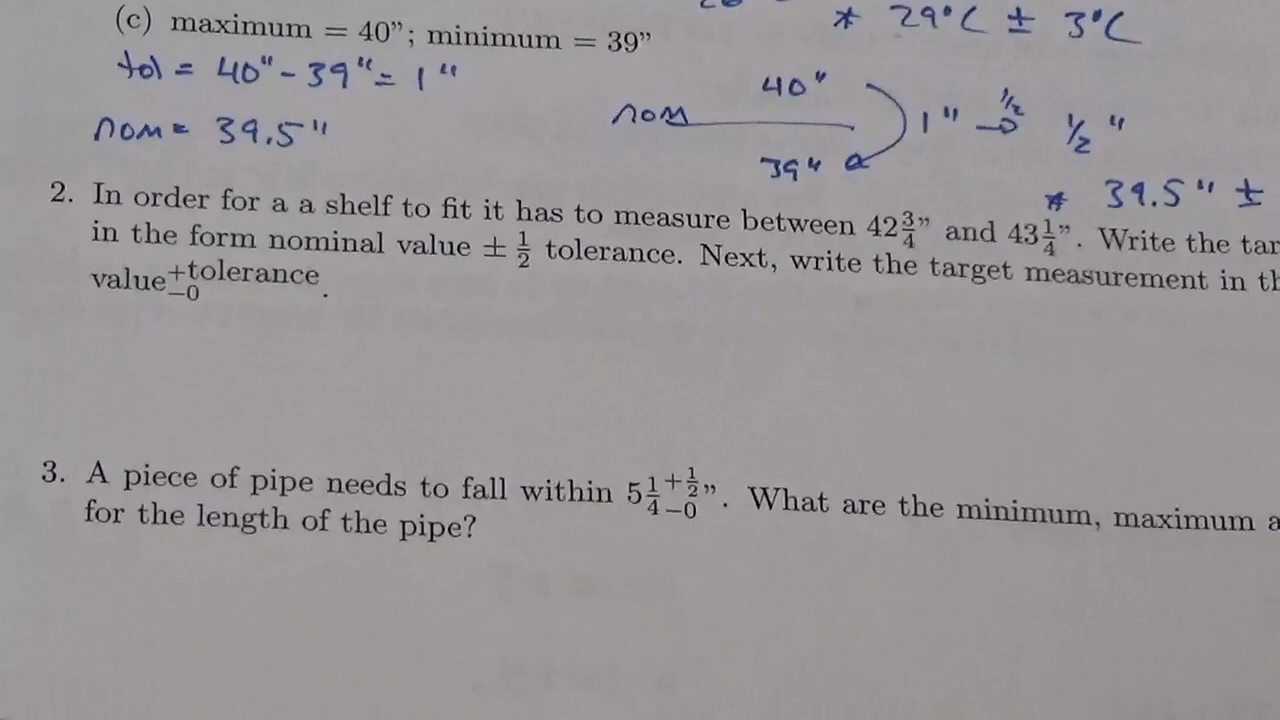 * 29°C ± 3°C
(c) maximum = 40”; minimum = 39”
tol = 40" - 39" = 1"
nom = 39.5"
40"
nom
39"
1" → 1/2 1/2"
* 39.5" ±
2. In order for a a shelf to fit it has to measure between 42 3/4” and 43 1/4”. Write the
in the form nominal value ± 1/2 tolerance. Next, write the target measurement in
value +tolerance −0 .
3. A piece of pipe needs to fall within 5 1/4 +1/2 −0 ”. What are the minimum, maximum
for the length of the pipe?